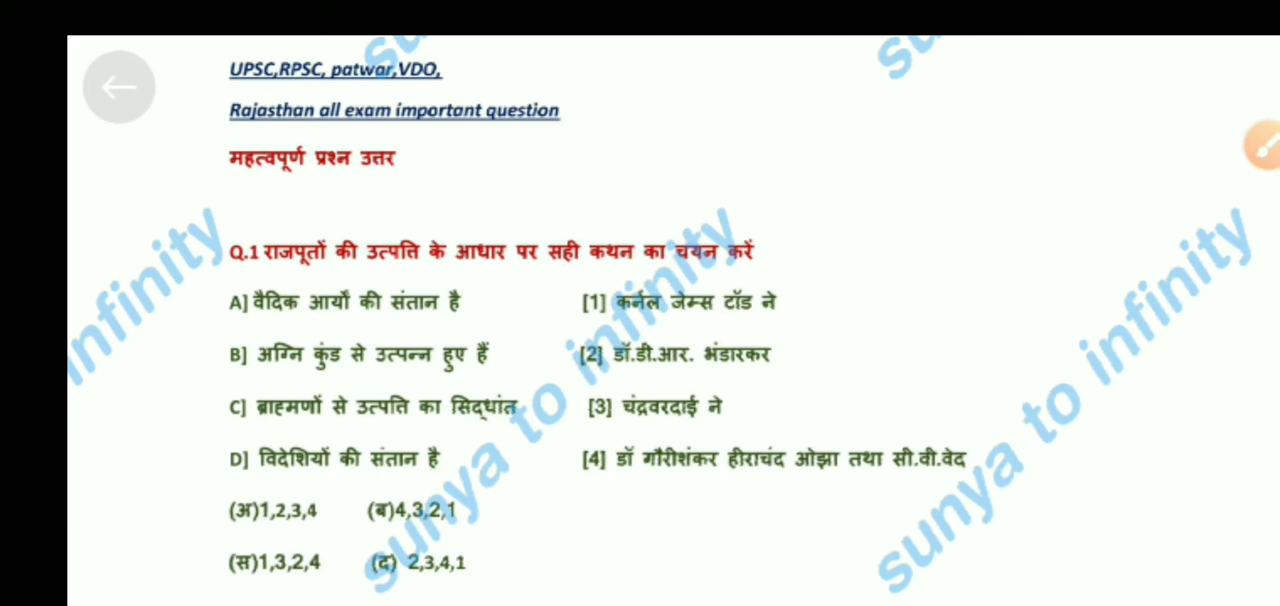 UPSC,RPSC, patwar,VDO,
Rajasthan all exam important question
महत्वपूर्ण प्रश्न उत्तर
Q.1 राजपूतों की उत्पत्ति के आधार पर सही कथन का चयन करें
A] वैदिक आर्यों की संतान है [1] कर्नल जेम्स टॉड ने
B] अग्नि कुंड से उत्पन्न हुए हैं [2] डॉ.डी.आर. भंडारकर
C] ब्राह्मणों से उत्पति का सिद्धांत [3] चंद्रवरदाई ने
D] विदेशियों की संतान है [4] डॉ गौरीशंकर हीराचंद ओझा तथा सी.वी.वेद
(अ)1,2,3,4 (ब)4,3,2,1
(स)1,3,2,4 (द) 2,3,4,1
infinity
sunya to infinity
sunya to infinity